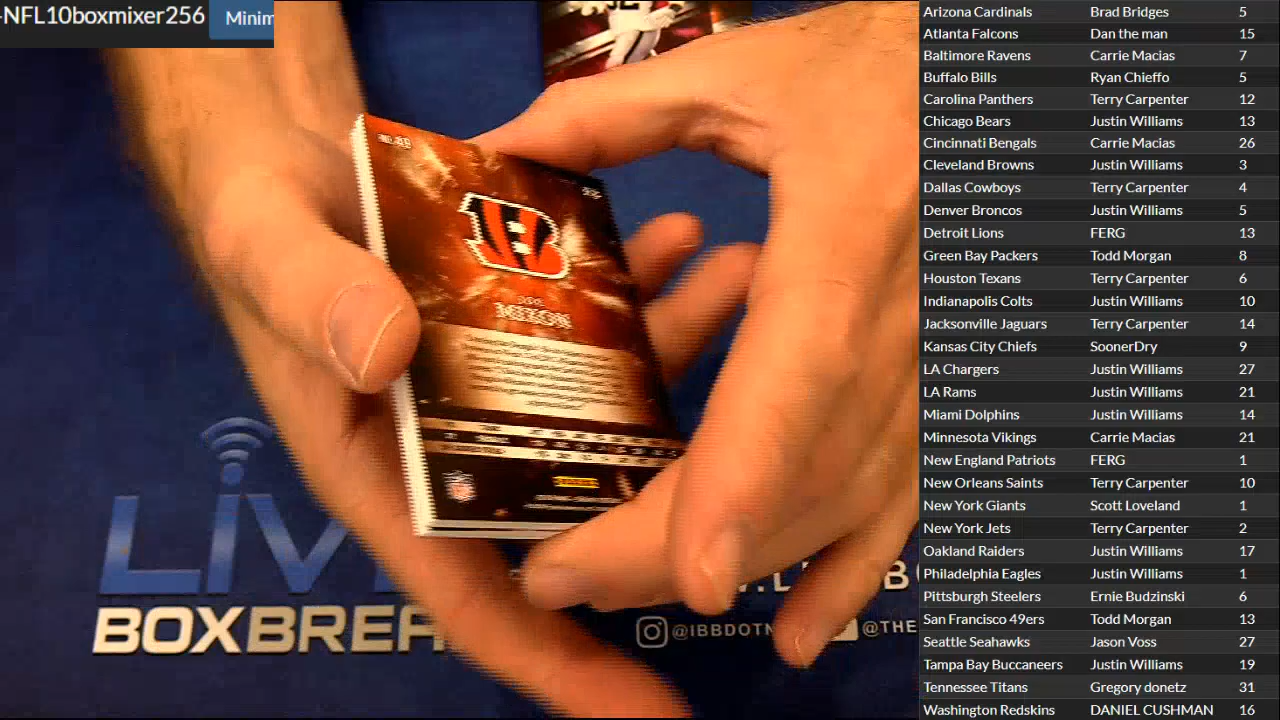 -NFL10boxmixer256 Minim
Arizona Cardinals Brad Bridges 5
Atlanta Falcons Dan the man 15
Baltimore Ravens Carrie Macias 7
Buffalo Bills Ryan Chieffo 5
Carolina Panthers Terry Carpenter 12
Chicago Bears Justin Williams 13
Cincinnati Bengals Carrie Macias 26
Cleveland Browns Justin Williams 3
Dallas Cowboys Terry Carpenter 4
Denver Broncos Justin Williams 5
Detroit Lions FERG 13
Green Bay Packers Todd Morgan 8
Houston Texans Terry Carpenter 6
Indianapolis Colts Justin Williams 10
Jacksonville Jaguars Terry Carpenter 14
Kansas City Chiefs SoonerDry 9
LA Chargers Justin Williams 27
LA Rams Justin Williams 21
Miami Dolphins Justin Williams 14
Minnesota Vikings Carrie Macias 21
New England Patriots FERG 1
New Orleans Saints Terry Carpenter 10
New York Giants Scott Loveland 1
New York Jets Terry Carpenter 2
Oakland Raiders Justin Williams 17
Philadelphia Eagles Justin Williams 1
Pittsburgh Steelers Ernie Budzinski 6
San Francisco 49ers Todd Morgan 13
Seattle Seahawks Jason Voss 27
Tampa Bay Buccaneers Justin Williams 19
Tennessee Titans Gregory donetz 31
Washington Redskins DANIEL CUSHMAN 16
JOE
MIXON
PANINI
LIV
BOXBREA
@IBBDOTN
@THE